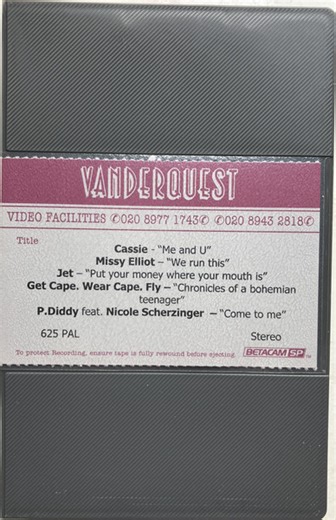 VANDERQUEST
VIDEO FACILITIES ✆020 8977 1743✆ ✆020 8943 2818✆
Title
Cassie - "Me and U"
Missy Elliot – "We run this"
Jet – "Put your money where your mouth is"
Get Cape. Wear Cape. Fly – "Chronicles of a bohemian
teenager"
P.Diddy feat. Nicole Scherzinger – "Come to me"
625 PAL Stereo
To protect Recording, ensure tape is fully rewound before ejecting BETACAM SP™